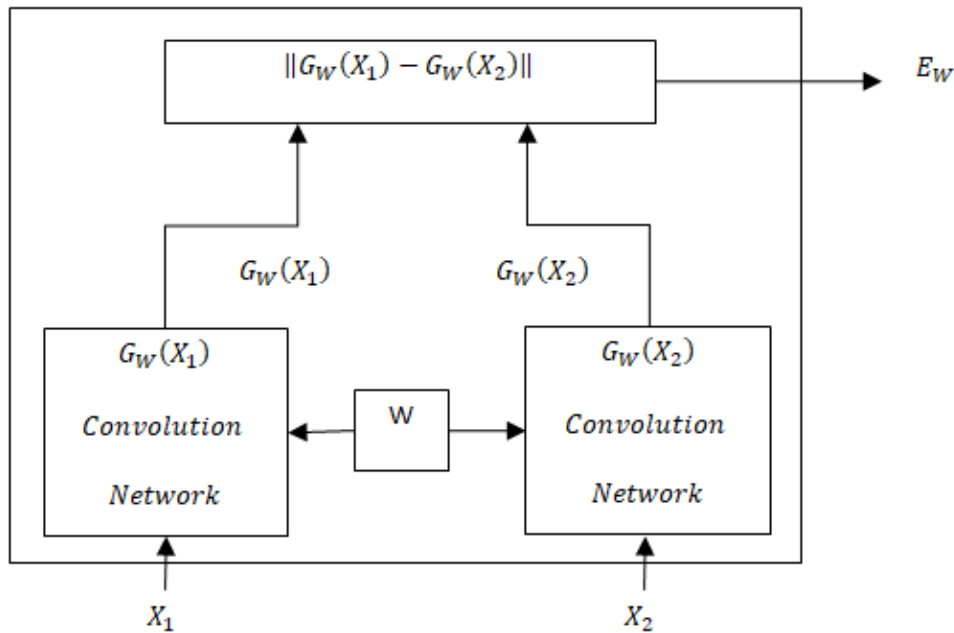 ‖G_W(X_1) − G_W(X_2)‖
E_W
G_W(X_1)
G_W(X_2)
G_W(X_1)
Convolution
Network
W
G_W(X_2)
Convolution
Network
X_1
X_2